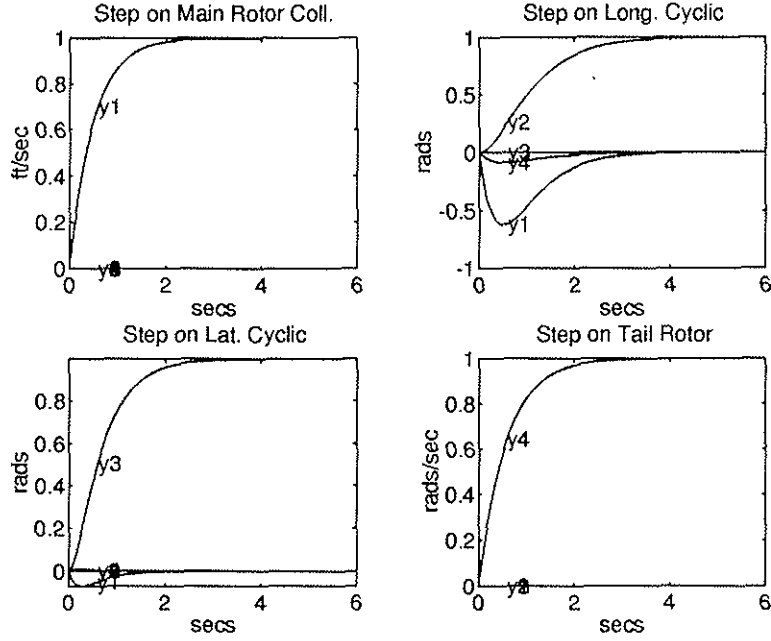 Step on Main Rotor Coll.
1
0.8
0.6
0.4
0.2
0
ft/sec
y1
0 2 4 6
secs
Step on Long. Cyclic
1
0.5
0
-0.5
-1
rads
y2
y3
y4
y1
0 2 4 6
secs
Step on Lat. Cyclic
0.8
0.6
0.4
0.2
0
rads
y3
0 2 4 6
secs
Step on Tail Rotor
1
0.8
0.6
0.4
0.2
0
rads/sec
y4
0 2 4 6
secs